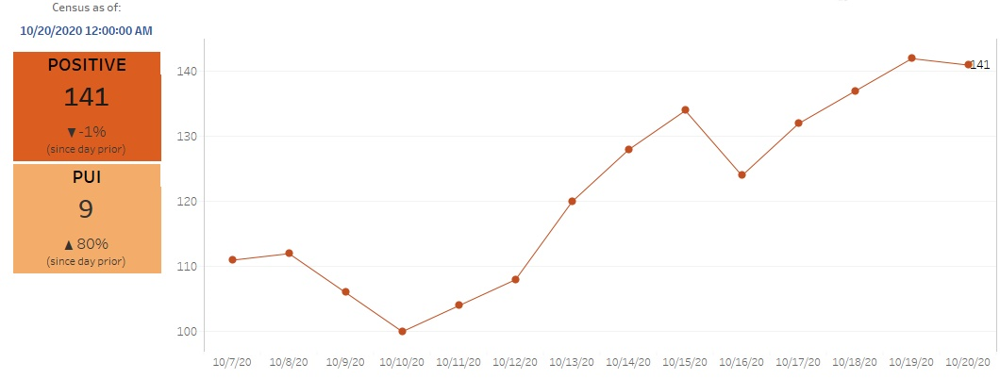 Census as of:
10/20/2020 12:00:00 AM
POSITIVE
141
▼ -1%
(since day prior)
PUI
9
▲ 80%
(since day prior)
140
130
120
110
100
141
10/7/20 10/8/20 10/9/20 10/10/20 10/11/20 10/12/20 10/13/20 10/14/20 10/15/20 10/16/20 10/17/20 10/18/20 10/19/20 10/20/20